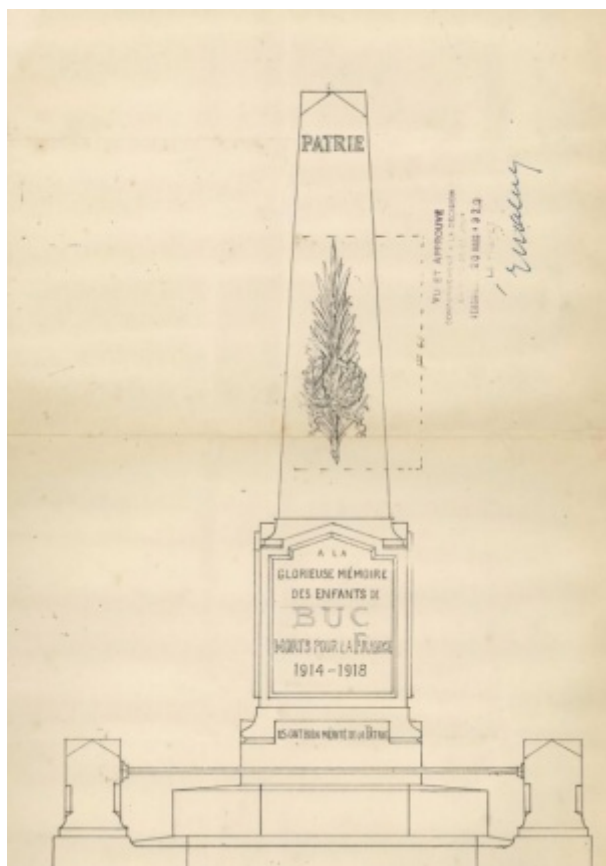 PATRIE
VU ET APPROUVÉ
A LA
GLORIEUSE MÉMOIRE
DES ENFANTS DE
BUC
MORTS POUR LA FRANCE
1914-1918
ILS ONT BIEN MÉRITÉ DE LA PATRIE